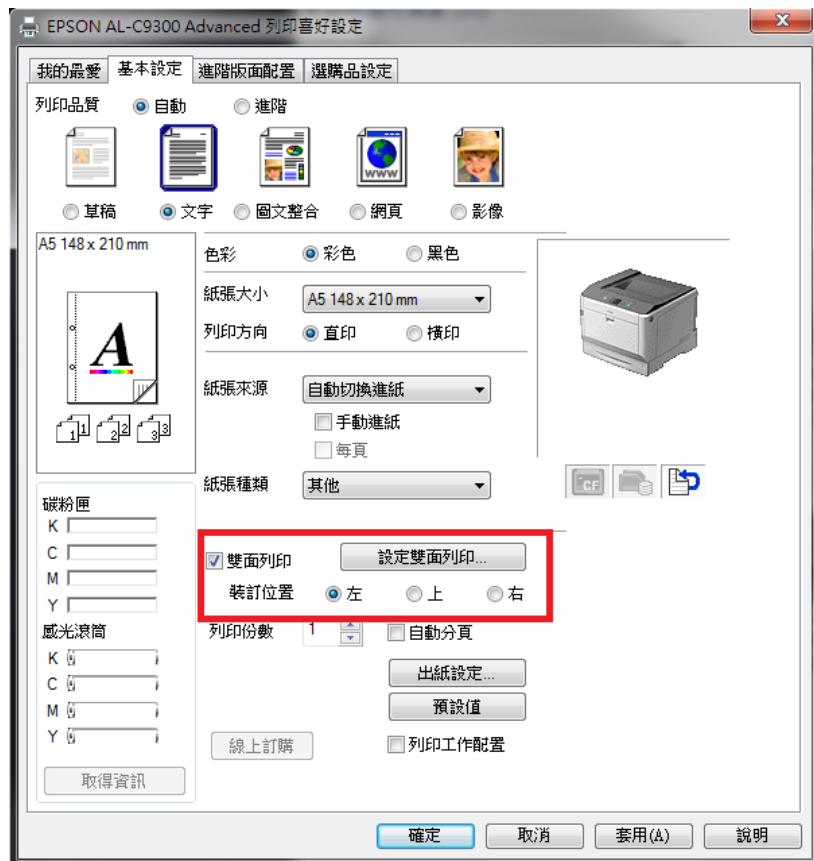 EPSON AL-C9300 Advanced 列印喜好設定
我的最愛 基本設定 進階版面配置 選購品設定
列印品質 自動 進階
WWW
草稿 文字 圖文整合 網頁 影像
A5 148 x 210 mm
A
1 1 2 2 3 3
色彩 彩色 黑色
紙張大小 A5 148 x 210 mm
列印方向 直印 橫印
紙張來源 自動切換進紙
手動進紙
每頁
紙張種類 其他
CF
碳粉匣
K
C
M
Y
雙面列印 設定雙面列印...
裝訂位置 左 上 右
感光滾筒
K
C
M
Y
列印份數 1 自動分頁
出紙設定...
預設值
線上訂購 列印工作配置
取得資訊
確定 取消 套用(A) 說明